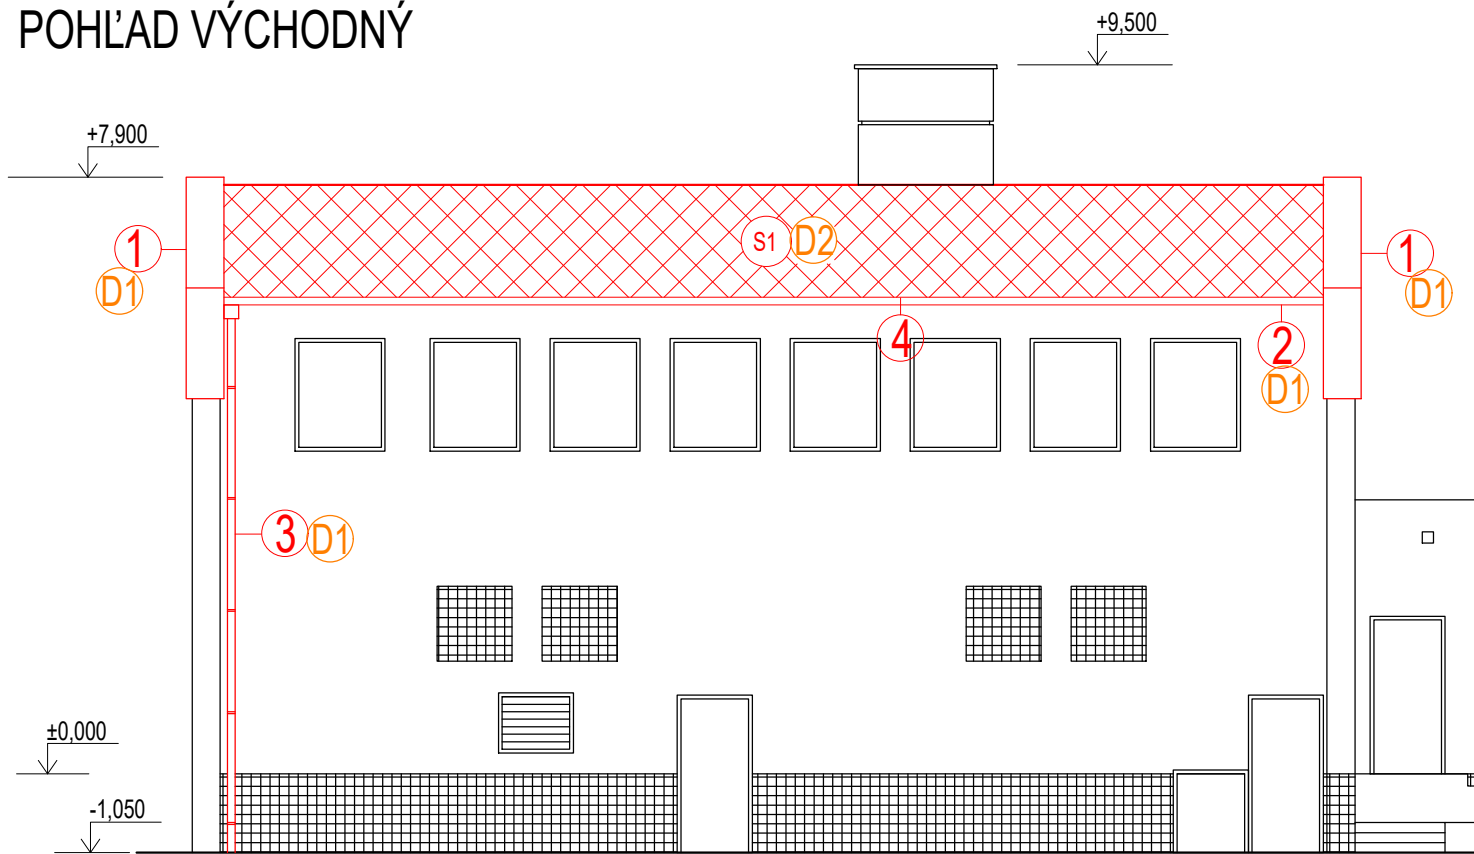 POHĽAD VÝCHODNÝ
+9,500
+7,900
1
D1
S1
D2
1
D1
4
2
D1
3
D1
±0,000
-1,050